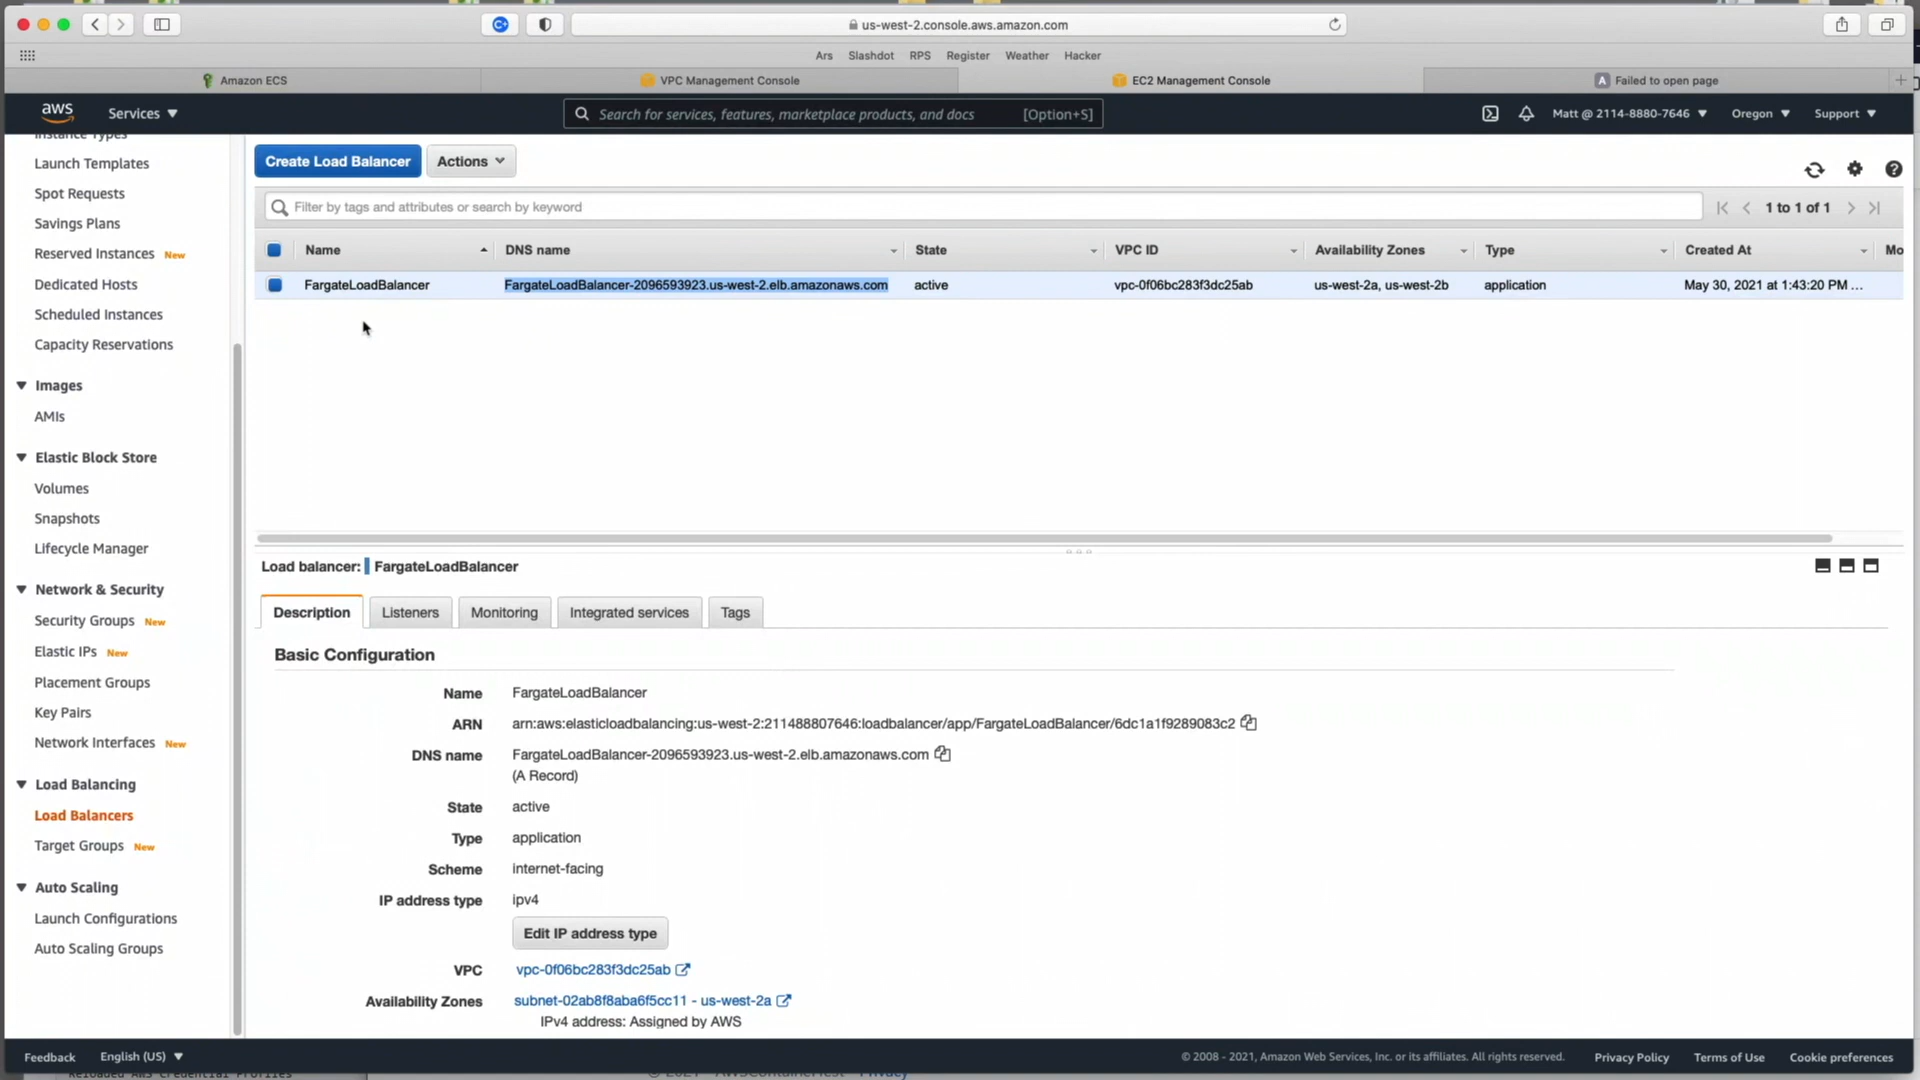 us-west-2.console.aws.amazon.com
Ars Slashdot RPS Register Weather Hacker
Amazon ECS VPC Management Console EC2 Management Console Failed to open page
aws Services Search for services, features, marketplace products, and docs [Option+S] Matt @ 2114-8880-7646 Oregon Support
Instance Types
Launch Templates
Spot Requests
Savings Plans
Reserved Instances New
Dedicated Hosts
Scheduled Instances
Capacity Reservations
Images
AMIs
Elastic Block Store
Volumes
Snapshots
Lifecycle Manager
Network & Security
Security Groups New
Elastic IPs New
Placement Groups
Key Pairs
Network Interfaces New
Load Balancing
Load Balancers
Target Groups New
Auto Scaling
Launch Configurations
Auto Scaling Groups
Create Load Balancer Actions
Filter by tags and attributes or search by keyword 1 to 1 of 1
Name DNS name State VPC ID Availability Zones Type Created At Mo
FargateLoadBalancer FargateLoadBalancer-2096593923.us-west-2.elb.amazonaws.com active vpc-0f06bc283f3dc25ab us-west-2a, us-west-2b application May 30, 2021 at 1:43:20 PM ...
Load balancer: FargateLoadBalancer
Description Listeners Monitoring Integrated services Tags
Basic Configuration
Name FargateLoadBalancer
ARN arn:aws:elasticloadbalancing:us-west-2:211488807646:loadbalancer/app/FargateLoadBalancer/6dc1a1f9289083c2
DNS name FargateLoadBalancer-2096593923.us-west-2.elb.amazonaws.com
(A Record)
State active
Type application
Scheme internet-facing
IP address type ipv4
Edit IP address type
VPC vpc-0f06bc283f3dc25ab
Availability Zones subnet-02ab8f8aba6f5cc11 - us-west-2a
IPv4 address: Assigned by AWS
Feedback English (US) © 2008 - 2021, Amazon Web Services, Inc. or its affiliates. All rights reserved. Privacy Policy Terms of Use Cookie preferences